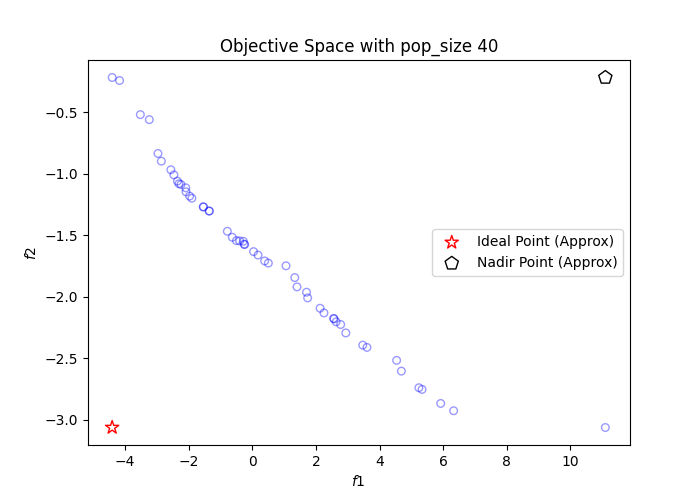 Objective Space with pop_size 40
f2
−0.5
−1.0
−1.5
−2.0
−2.5
−3.0
Ideal Point (Approx)
Nadir Point (Approx)
−4
−2
0
2
4
6
8
10
f1